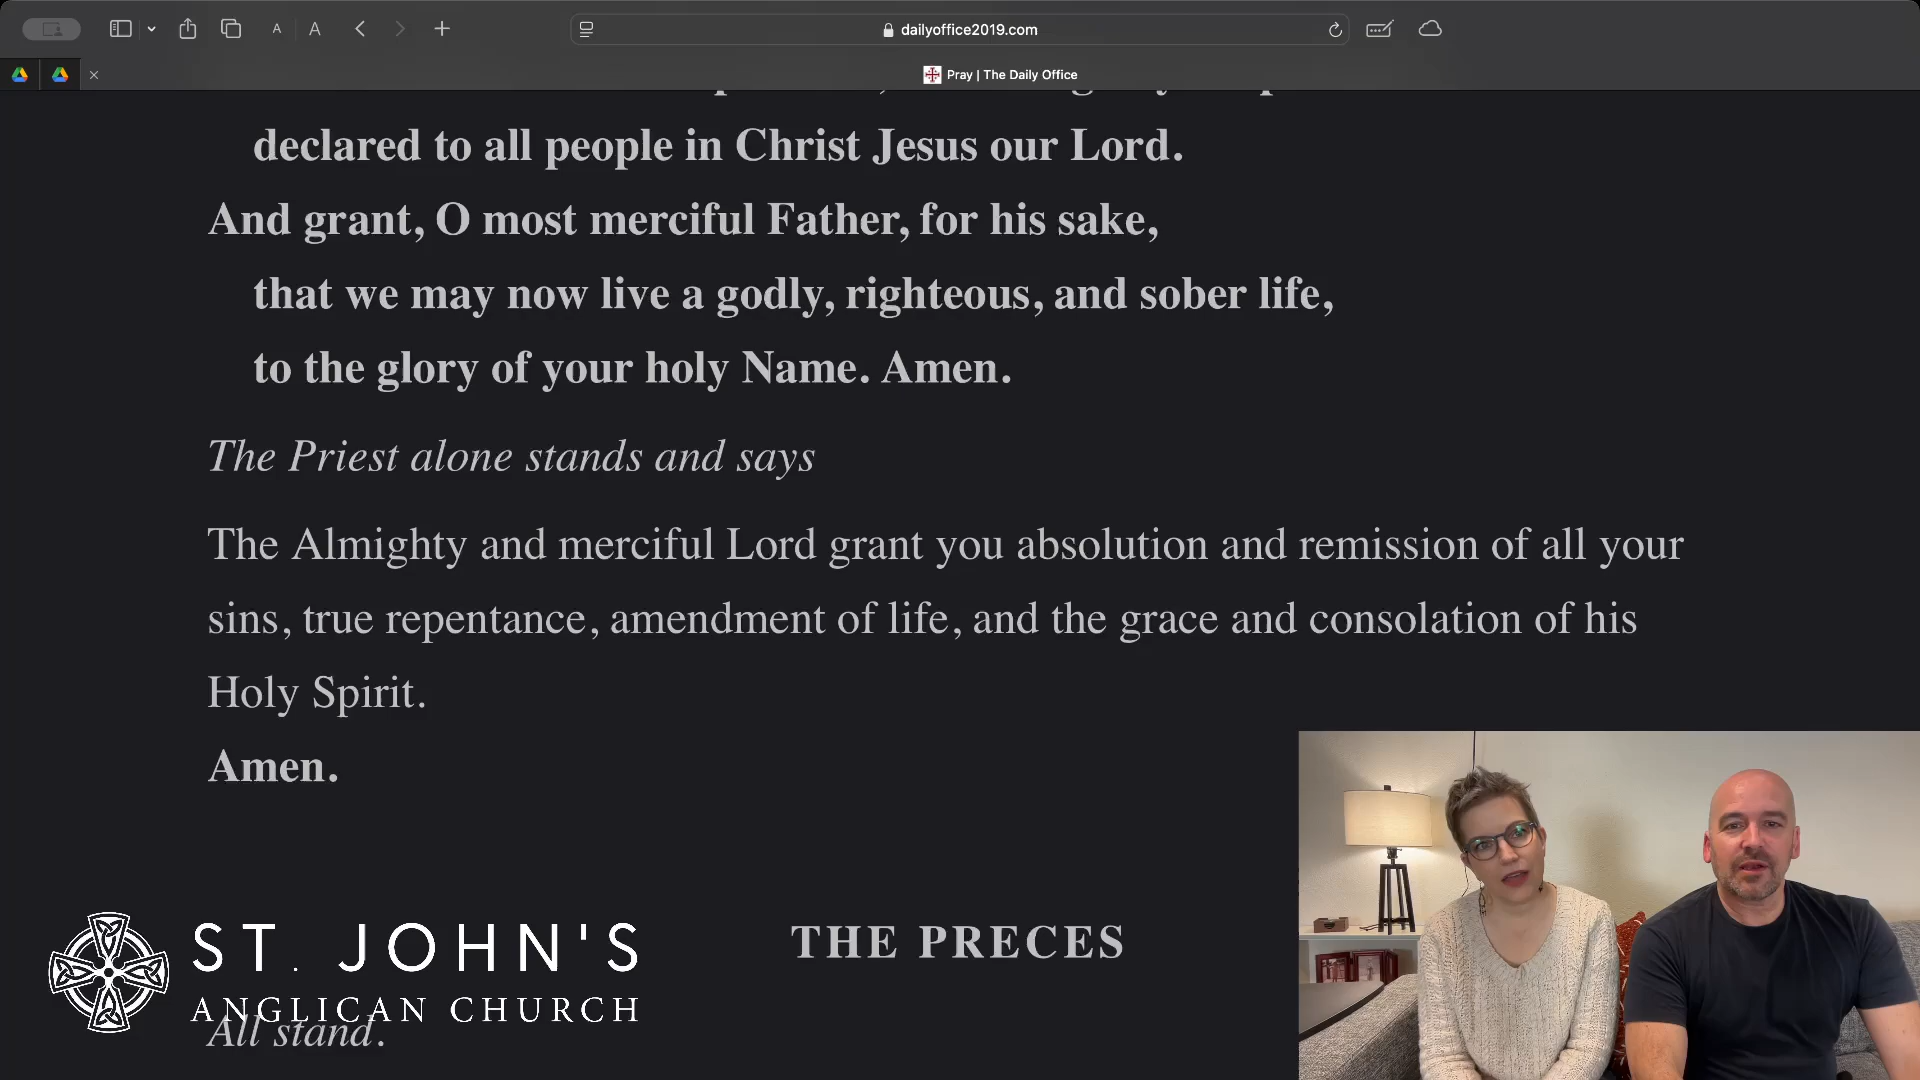 A A
dailyoffice2019.com
Pray | The Daily Office
declared to all people in Christ Jesus our Lord.
And grant, O most merciful Father, for his sake,
that we may now live a godly, righteous, and sober life,
to the glory of your holy Name. Amen.
The Priest alone stands and says
The Almighty and merciful Lord grant you absolution and remission of all your
sins, true repentance, amendment of life, and the grace and consolation of his
Holy Spirit.
Amen.
THE PRECES
ST. JOHN'S
ANGLICAN CHURCH
All stand.